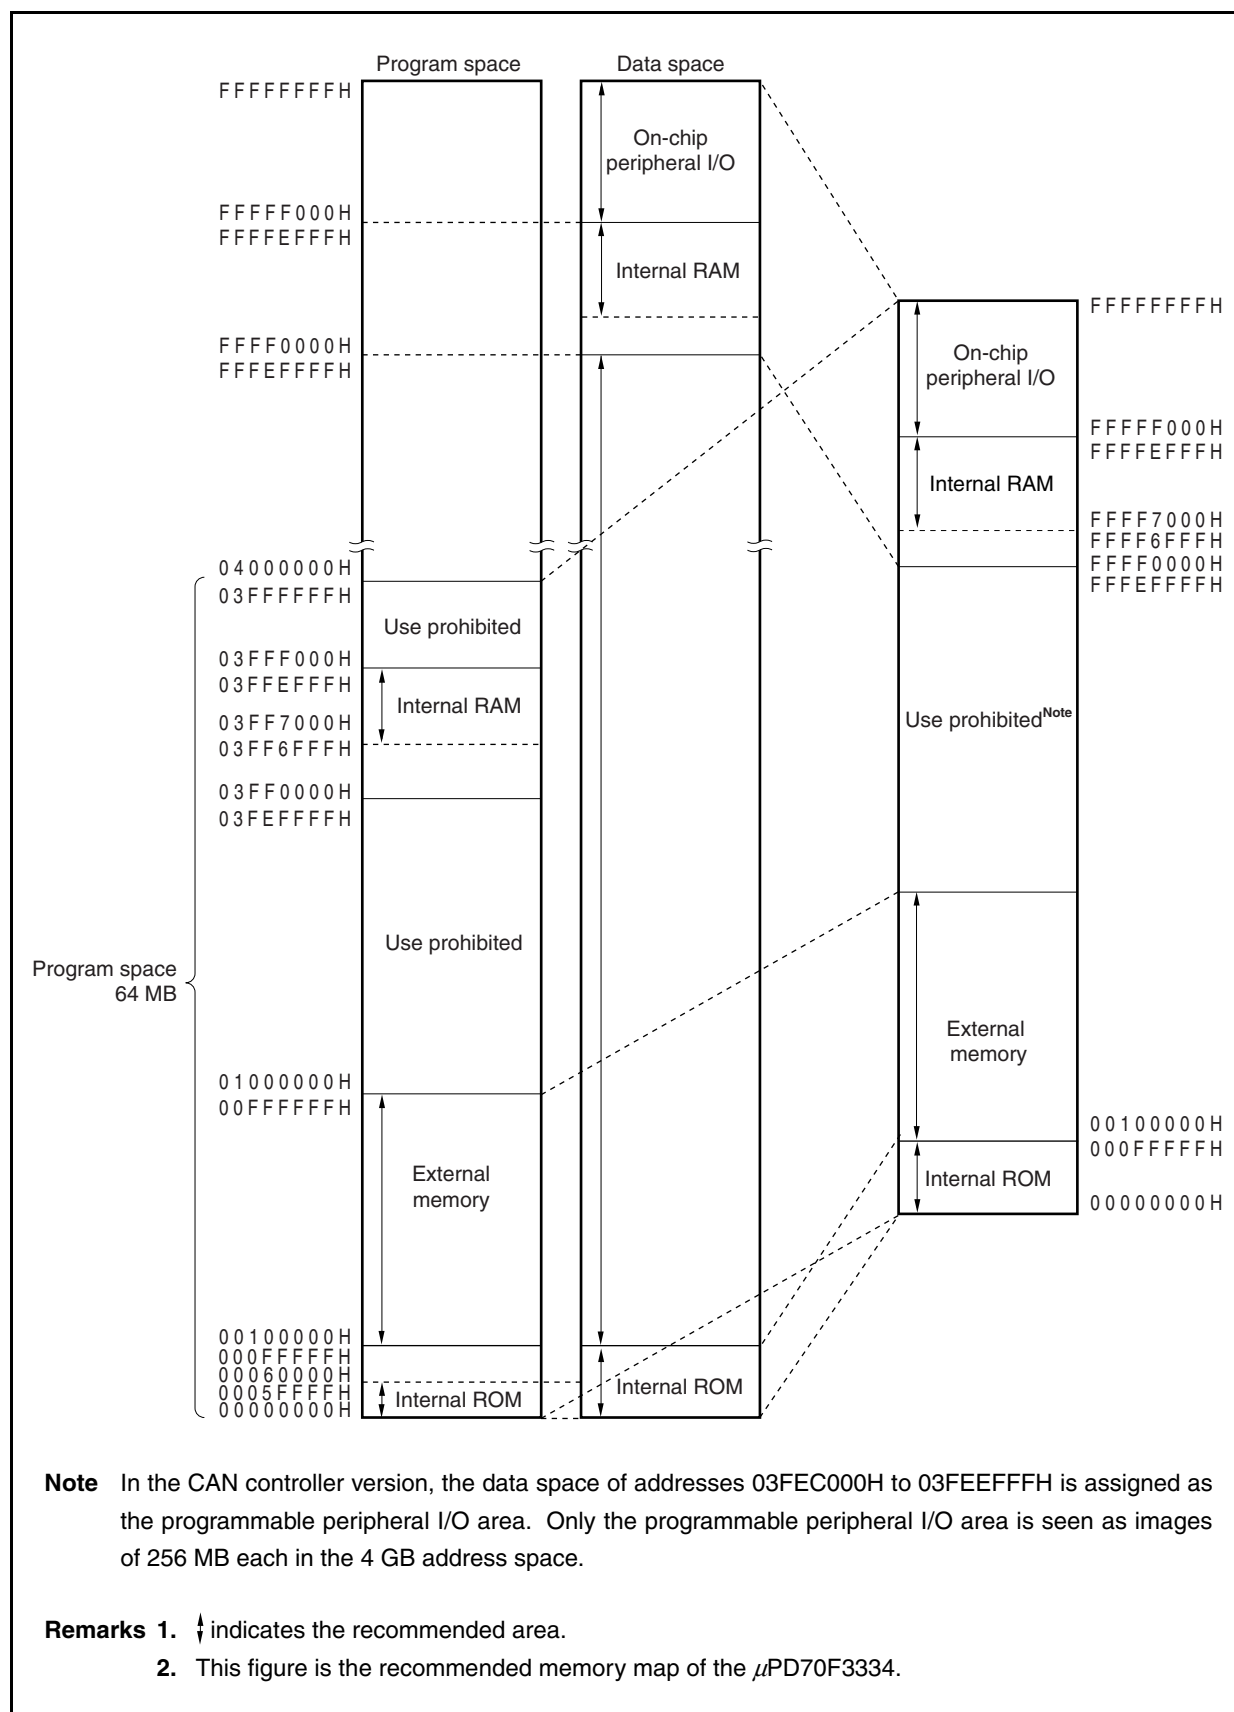 Program space
Data space
FFFFFFFFH
On-chip
peripheral I/O
FFFFF000H
FFFFEFFFH
Internal RAM
FFFF0000H
FFFEFFFFH
04000000H
03FFFFFFH
Use prohibited
03FFF000H
03FFEFFFH
Internal RAM
03FF7000H
03FF6FFFH
03FF0000H
03FEFFFFH
Use prohibited
Program space
64 MB
01000000H
00FFFFFFH
External
memory
00100000H
000FFFFFH
00060000H
0005FFFFH
00000000H
Internal ROM
Internal ROM
FFFFFFFFH
On-chip
peripheral I/O
FFFFF000H
FFFFEFFFH
Internal RAM
FFFF7000H
FFFF6FFFH
FFFF0000H
FFFEFFFFH
Use prohibitedNote
External
memory
00100000H
000FFFFFH
Internal ROM
00000000H
Note In the CAN controller version, the data space of addresses 03FEC000H to 03FEEFFFH is assigned as
the programmable peripheral I/O area. Only the programmable peripheral I/O area is seen as images
of 256 MB each in the 4 GB address space.
Remarks 1. indicates the recommended area.
2. This figure is the recommended memory map of the μPD70F3334.